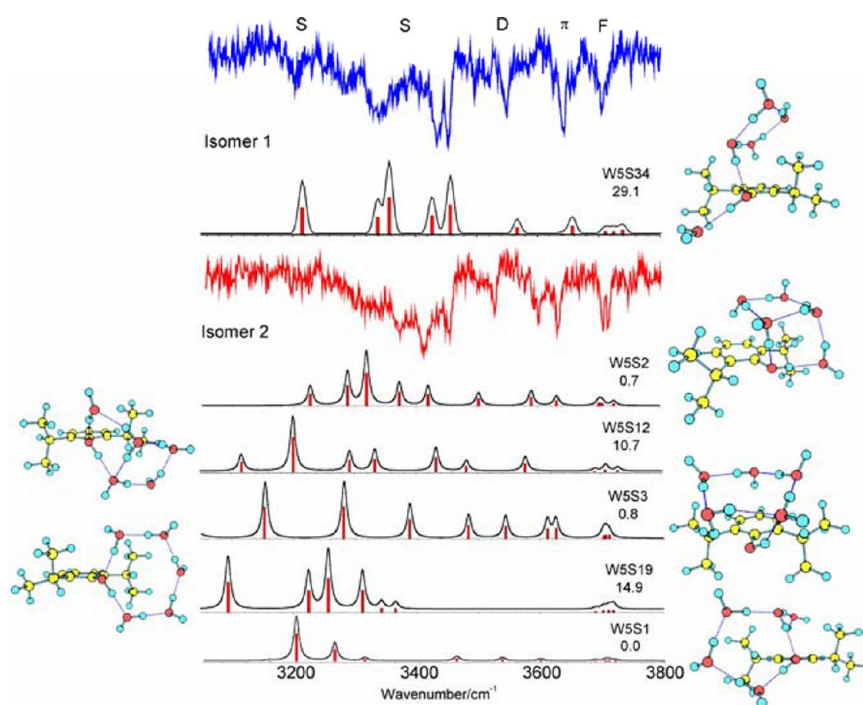 S S D π F
Isomer 1
W5S34
29.1
Isomer 2
W5S2
0.7
W5S12
10.7
W5S3
0.8
W5S19
14.9
W5S1
0.0
3200 3400 3600 3800
Wavenumber/cm⁻¹